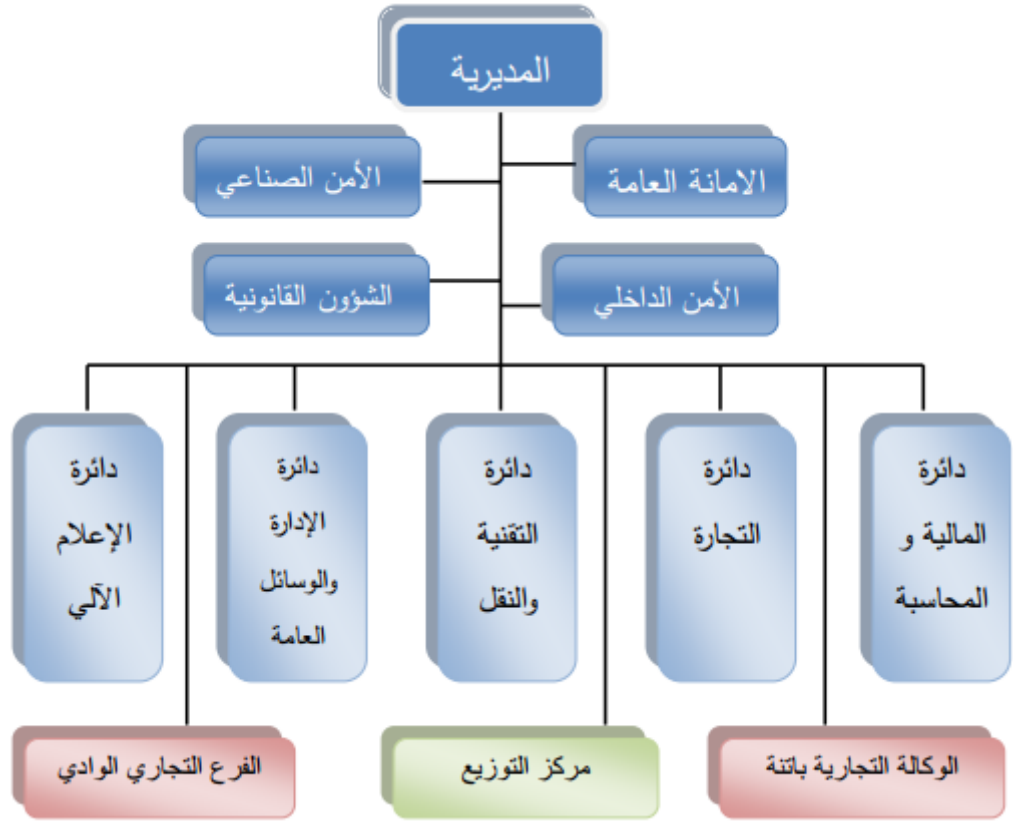 المديرية
الامانة العامة
الأمن الصناعي
الأمن الداخلي
الشؤون القانونية
دائرة
المالية و
المحاسبة
دائرة
التجارة
دائرة
التقنية
والنقل
دائرة
الإدارة
والوسائل
العامة
دائرة
الإعلام
الآلي
الوكالة التجارية باتنة
مركز التوزيع
الفرع التجاري الوادي